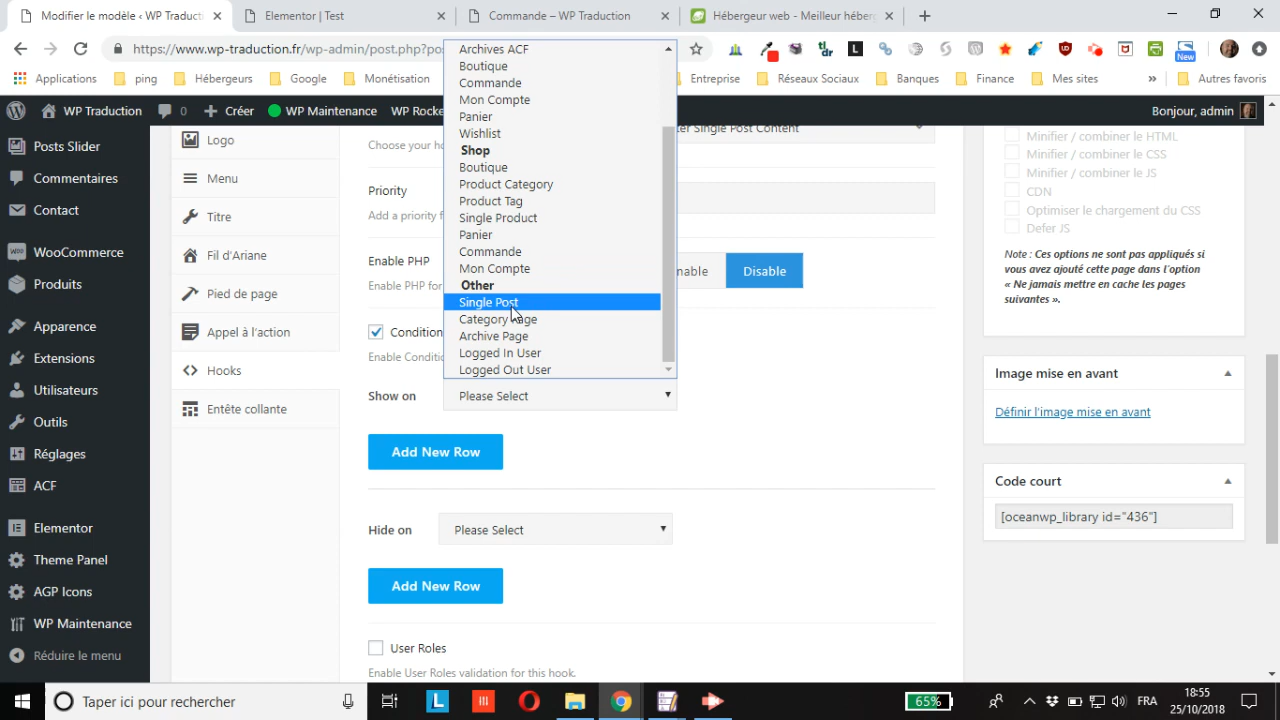 Modifier le modèle ‹ WP Traducti
Elementor | Test
Commande – WP Traduction
Hébergeur web - Meilleur héber
https://www.wp-traduction.fr/wp-admin/post.php?po
New
Applications
ping
Hébergeurs
Google
Monétisation
Entreprise
Réseaux Sociaux
Banques
Finance
Mes sites
Autres favoris
WP Traduction
0
Créer
WP Maintenance
WP Rocke
Bonjour, admin
Posts Slider
Commentaires
Contact
WooCommerce
Produits
Apparence
Extensions
Utilisateurs
Outils
Réglages
ACF
Elementor
Theme Panel
AGP Icons
WP Maintenance
Réduire le menu
Logo
Menu
Titre
Fil d'Ariane
Pied de page
Appel à l'action
Hooks
Entête collante
ter Single Post Content
Choose your ho
Priority
Add a priority f
Enable PHP
nable
Disable
Enable PHP for
Condition
Enable Conditi
Archives ACF
Boutique
Commande
Mon Compte
Panier
Wishlist
Shop
Boutique
Product Category
Product Tag
Single Product
Panier
Commande
Mon Compte
Other
Single Post
Category Page
Archive Page
Logged In User
Logged Out User
Show on
Please Select
Add New Row
Hide on
Please Select
Add New Row
User Roles
Enable User Roles validation for this hook.
Minifier / combiner le HTML
Minifier / combiner le CSS
Minifier / combiner le JS
CDN
Optimiser le chargement du CSS
Defer JS
Note : Ces options ne sont pas appliqués si
vous avez ajouté cette page dans l'option
« Ne jamais mettre en cache les pages
suivantes ».
Image mise en avant
Définir l'image mise en avant
Code court
[oceanwp_library id="436"]
Taper ici pour rechercher
65%
FRA
18:55
25/10/2018